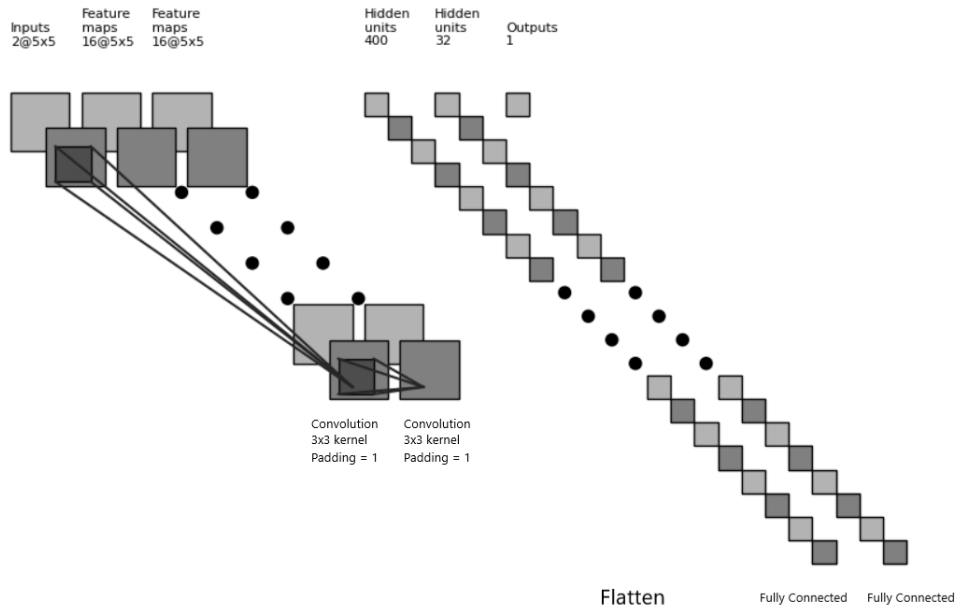 Inputs
2@5x5
Feature
maps
16@5x5
Feature
maps
16@5x5
Hidden
units
400
Hidden
units
32
Outputs
1
Convolution
3x3 kernel
Padding = 1
Convolution
3x3 kernel
Padding = 1
Flatten
Fully Connected
Fully Connected